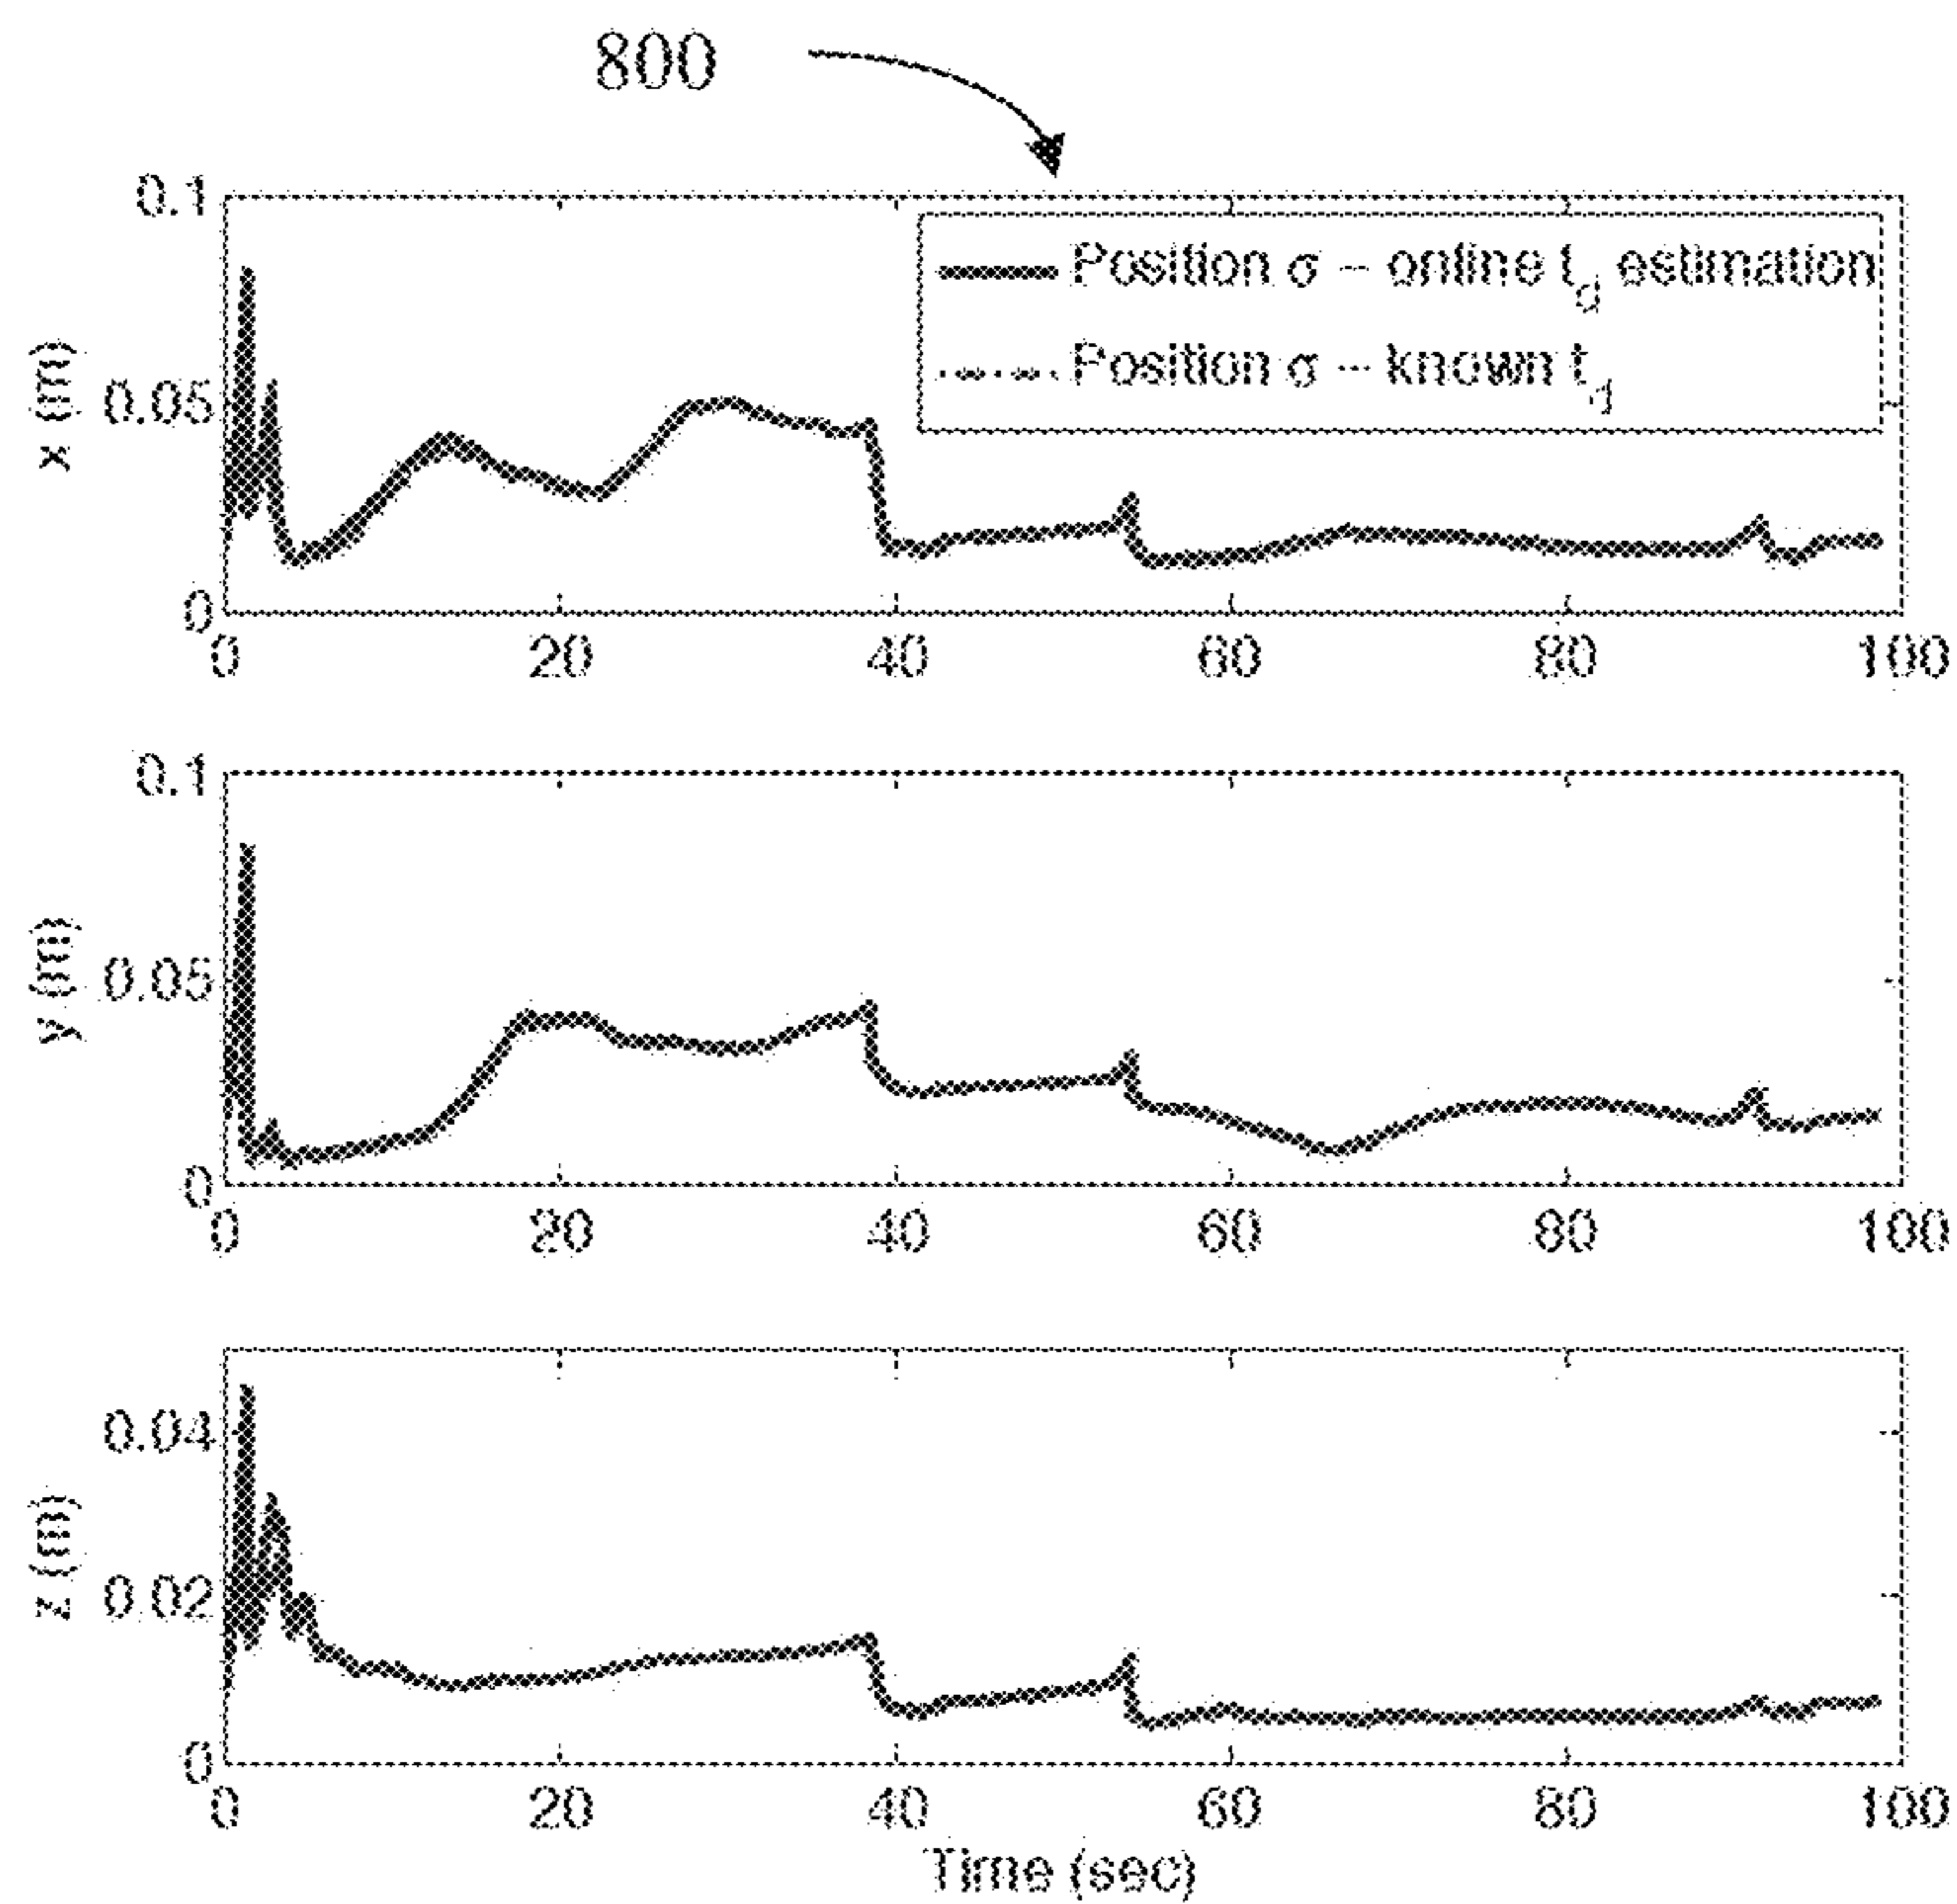 800
0.1
0.05
0
x (m)
Position σ – online t_d estimation
Position σ – known t_d
0 20 40 60 80 100
0.1
0.05
0
y (m)
0 20 40 60 80 100
0.04
0.02
0
z (m)
0 20 40 60 80 100
Time (sec)